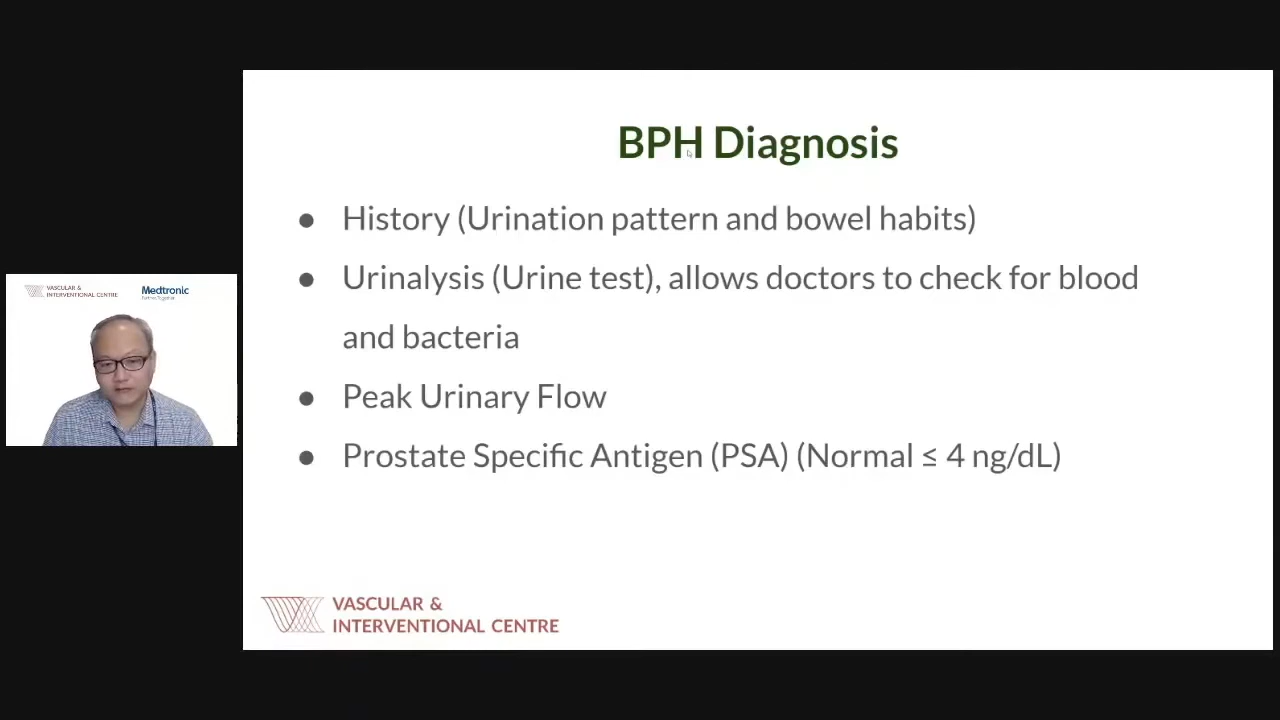 BPH Diagnosis
● History (Urination pattern and bowel habits)
● Urinalysis (Urine test), allows doctors to check for blood
and bacteria
● Peak Urinary Flow
● Prostate Specific Antigen (PSA) (Normal ≤ 4 ng/dL)
VASCULAR &
INTERVENTIONAL CENTRE
VASCULAR &
INTERVENTIONAL CENTRE
Medtronic